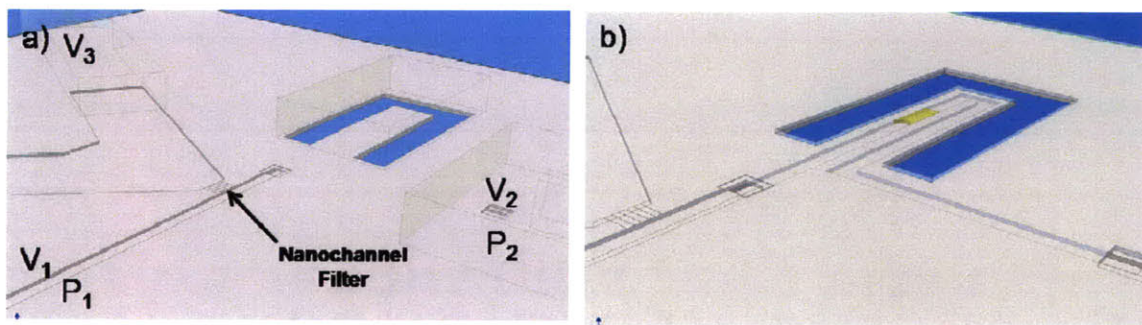 a)
V₃
V₂
Nanochannel
Filter
P₂
V₁
P₁
b)